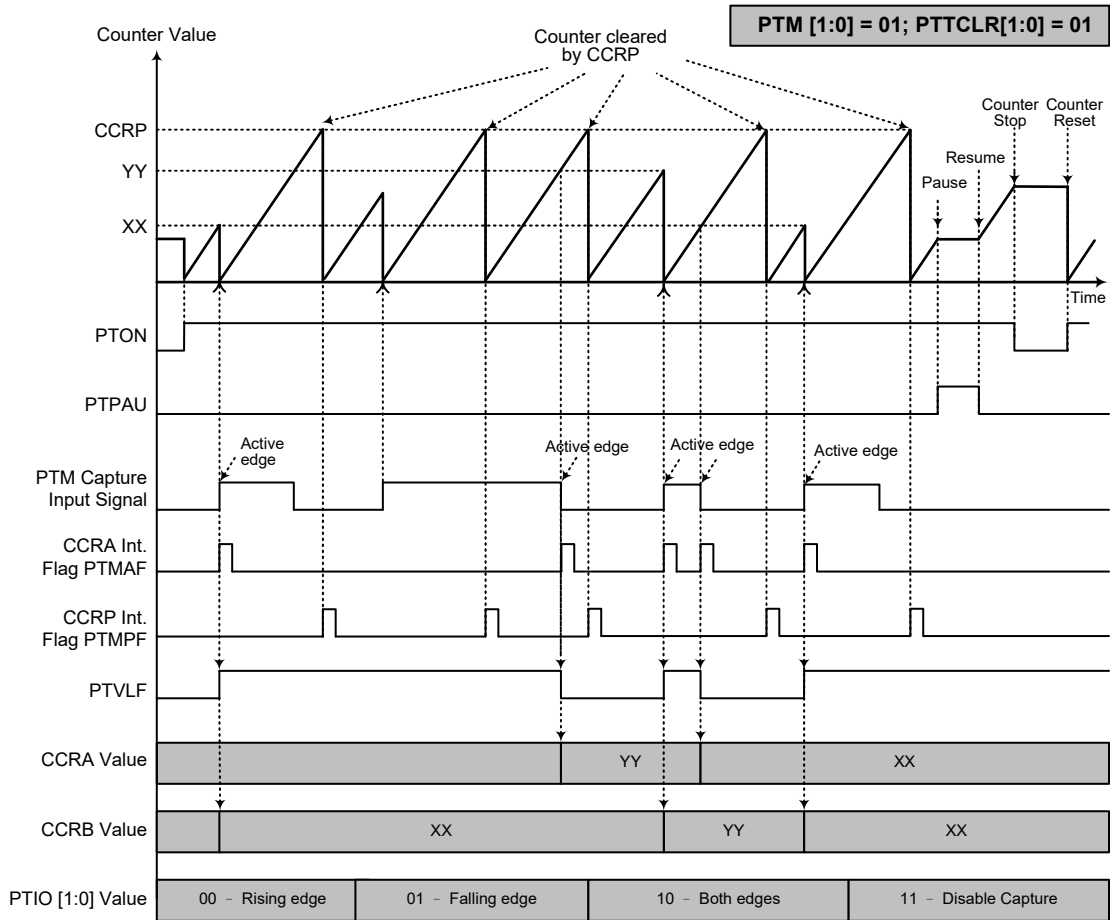 PTM [1:0] = 01; PTTCLR[1:0] = 01
Counter Value
Counter cleared
by CCRP
CCRP
YY
XX
Counter
Stop
Counter
Reset
Resume
Pause
Time
PTON
PTPAU
Active
edge
Active edge
Active edge
Active edge
PTM Capture
Input Signal
CCRA Int.
Flag PTMAF
CCRP Int.
Flag PTMPF
PTVLF
CCRA Value
YY
XX
CCRB Value
XX
YY
XX
PTIO [1:0] Value
00 - Rising edge
01 - Falling edge
10 - Both edges
11 - Disable Capture